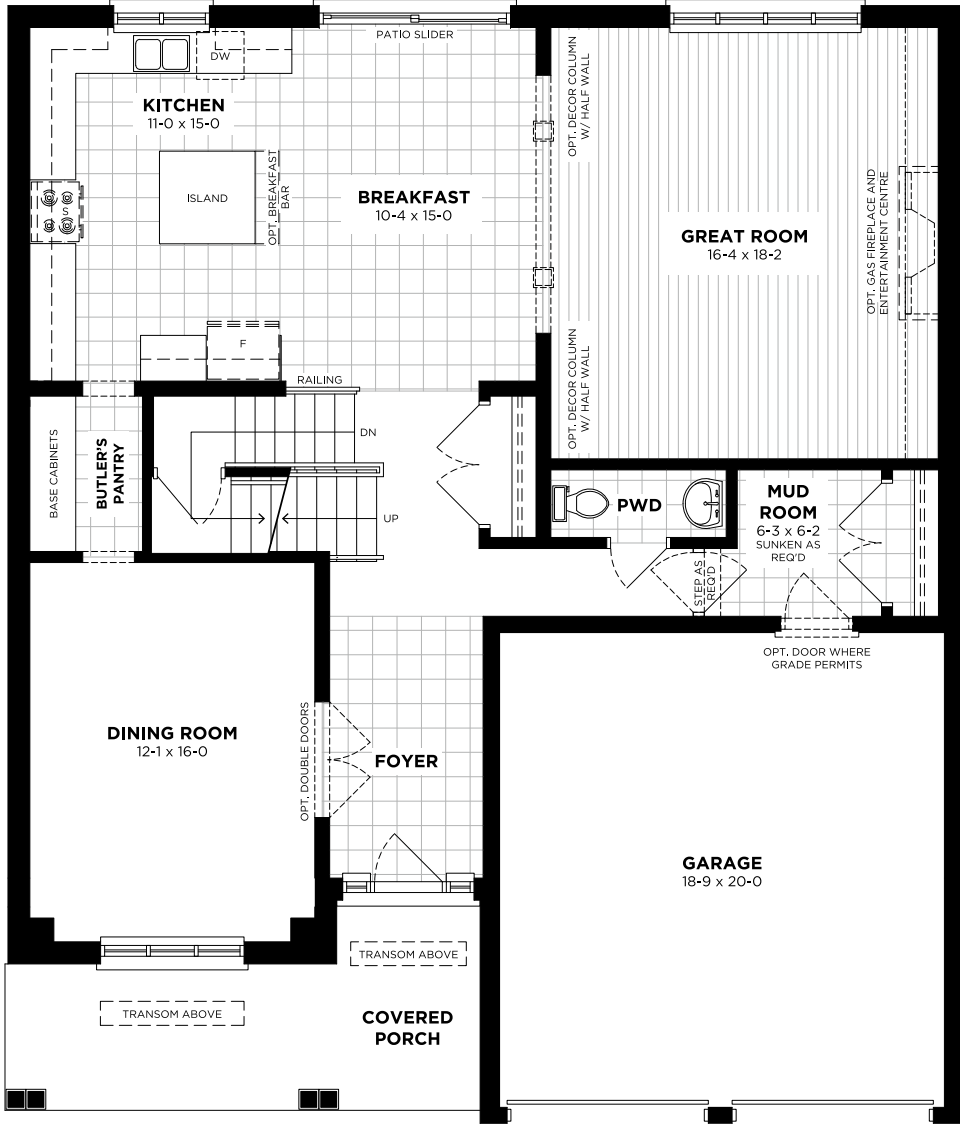 PATIO SLIDER
DW
KITCHEN
11-0 x 15-0
OPT. DECOR COLUMN
W/ HALF WALL
ISLAND
OPT. BREAKFAST
BAR
S
BREAKFAST
10-4 x 15-0
GREAT ROOM
16-4 x 18-2
OPT. GAS FIREPLACE AND
ENTERTAINMENT CENTRE
F
RAILING
OPT. DECOR COLUMN
W/ HALF WALL
BASE CABINETS
BUTLER'S
PANTRY
DN
UP
PWD
MUD
ROOM
6-3 x 6-2
SUNKEN AS
REQ'D
STEP AS
REQ'D
OPT. DOOR WHERE
GRADE PERMITS
DINING ROOM
12-1 x 16-0
OPT. DOUBLE DOORS
FOYER
GARAGE
18-9 x 20-0
TRANSOM ABOVE
TRANSOM ABOVE
COVERED
PORCH